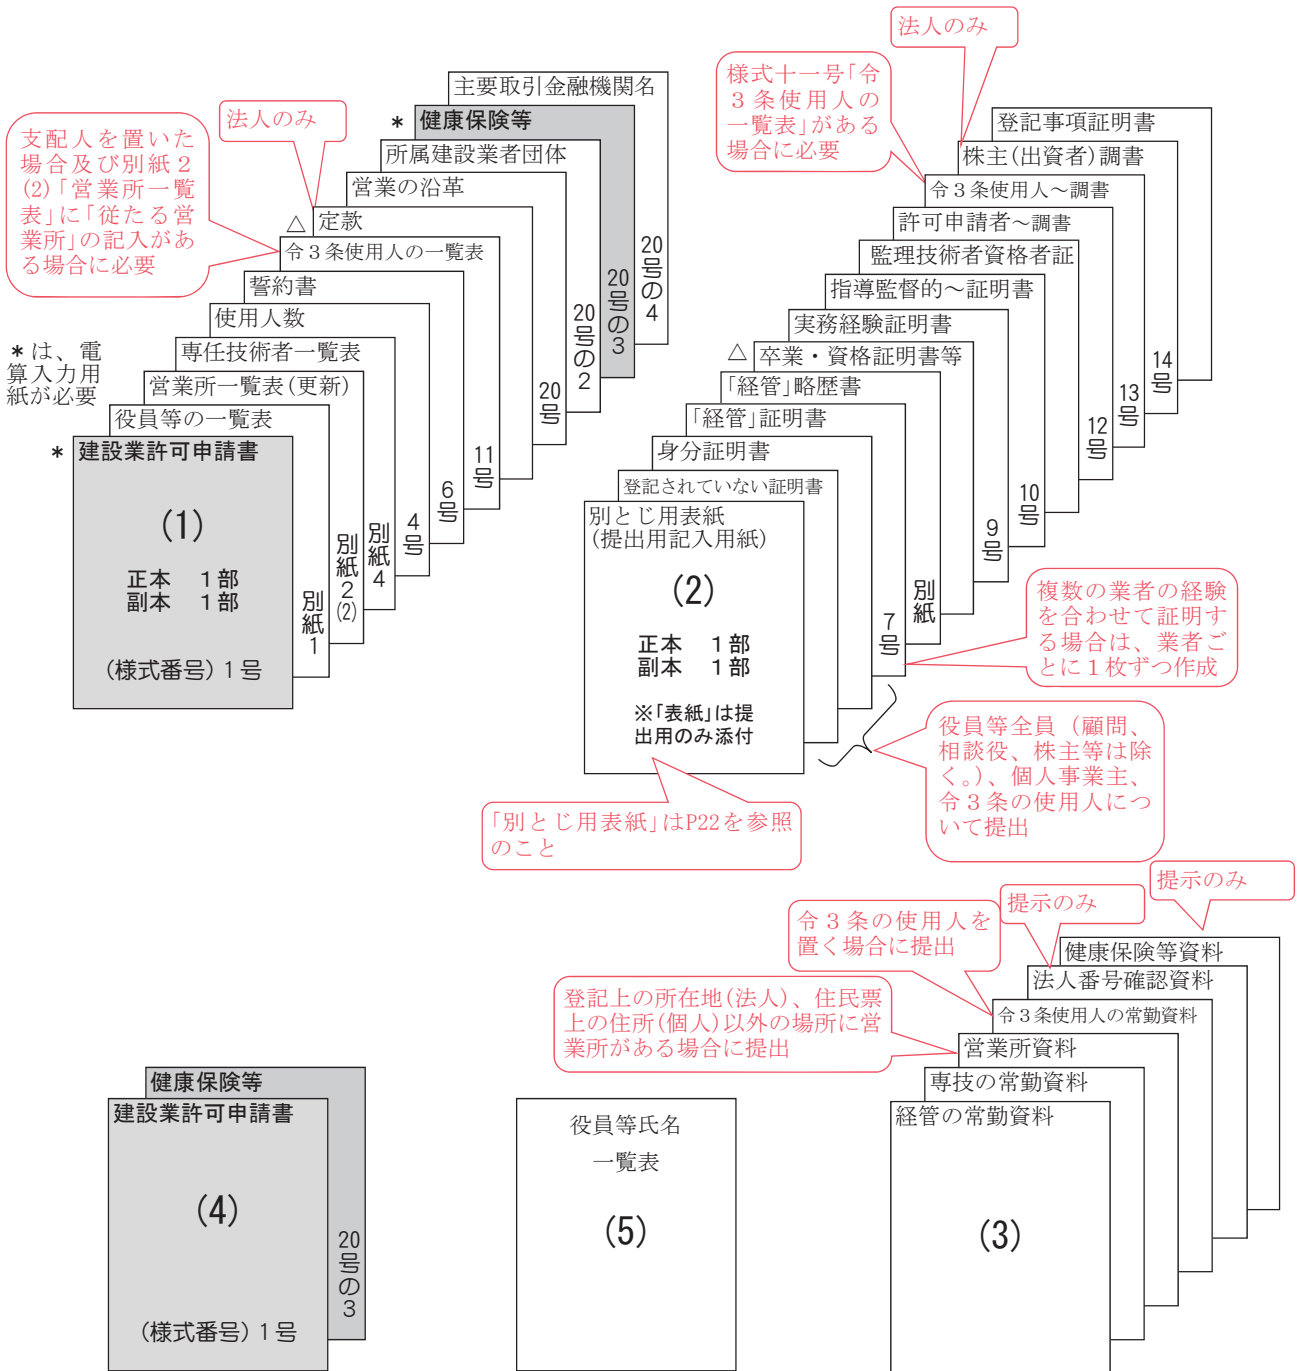 法人のみ
主要取引金融機関名
* 健康保険等
所属建設業者団体
営業の沿革
△ 定款
令３条使用人の一覧表
誓約書
使用人数
専任技術者一覧表
営業所一覧表(更新)
役員等の一覧表
* 建設業許可申請書
(1)
正本　１部
副本　１部
(様式番号) 1号
別紙1
別紙2(2)
別紙4
4号
6号
11号
20号
20号の2
20号の3
20号の4
支配人を置いた
場合及び別紙２
(2)「営業所一覧
表」に「従たる営
業所」の記入があ
る場合に必要
*は、電
算入力用
紙が必要
法人のみ
様式十一号「令
３条使用人の
一覧表」がある
場合に必要
登記事項証明書
株主(出資者)調書
令３条使用人～調書
許可申請者～調書
監理技術者資格者証
指導監督的～証明書
実務経験証明書
△ 卒業・資格証明書等
「経管」略歴書
「経管」証明書
身分証明書
登記されていない証明書
別とじ用表紙
(提出用記入用紙)
(2)
正本　１部
副本　１部
※「表紙」は提
出用のみ添付
7号
別紙
9号
10号
12号
13号
14号
複数の業者の経験
を合わせて証明す
る場合は、業者ご
とに１枚ずつ作成
役員等全員（顧問、
相談役、株主等は除
く。）、個人事業主、
令３条の使用人につ
いて提出
「別とじ用表紙」はP22を参照
のこと
提示のみ
提示のみ
令３条の使用人を
置く場合に提出
登記上の所在地(法人)、住民票
上の住所(個人)以外の場所に営
業所がある場合に提出
健康保険等資料
法人番号確認資料
令３条使用人の常勤資料
営業所資料
専技の常勤資料
経管の常勤資料
(3)
健康保険等
建設業許可申請書
(4)
(様式番号) 1号
20号の3
役員等氏名
一覧表
(5)